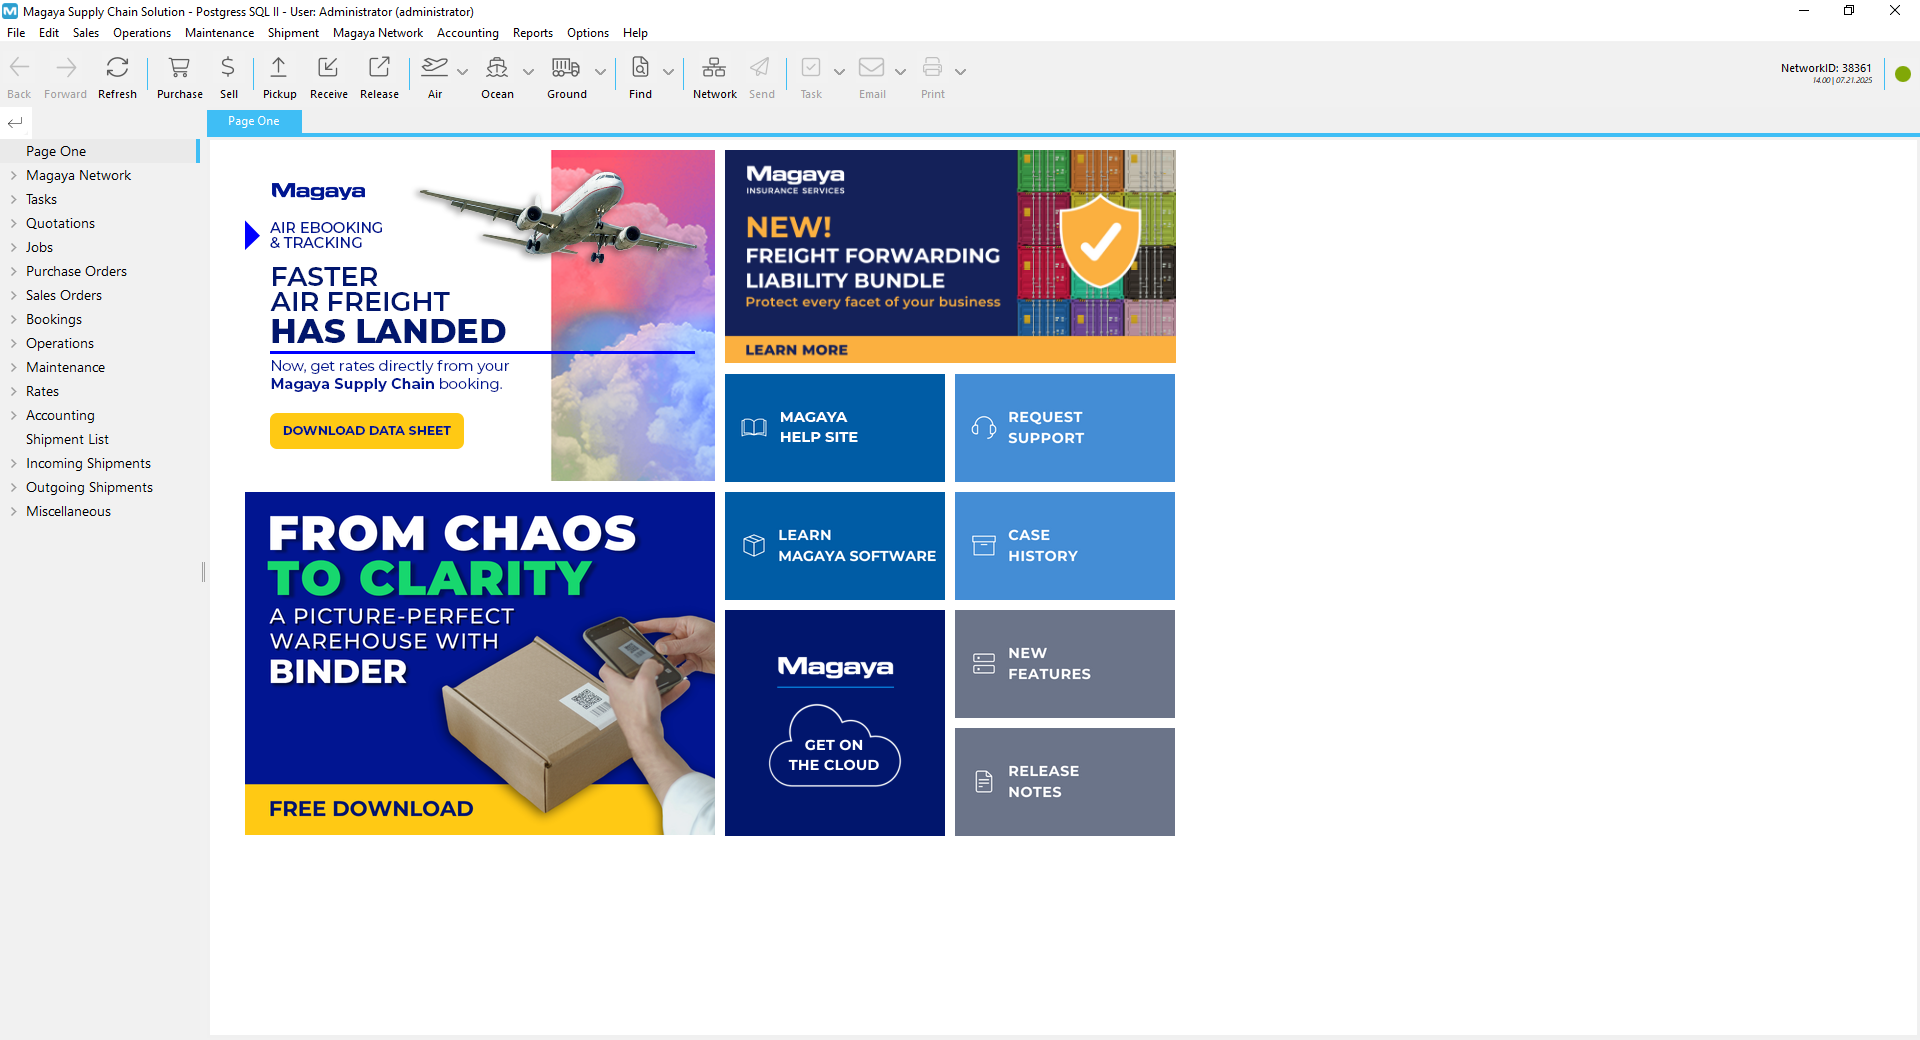 Magaya Supply Chain Solution - Postgress SQL II - User: Administrator (administrator)
File Edit Sales Operations Maintenance Shipment Magaya Network Accounting Reports Options Help
Back Forward Refresh Purchase Sell Pickup Receive Release Air Ocean Ground Find Network Send Task Email Print
NetworkID: 38361
14.00 | 07.21.2025
Page One
Page One
Magaya Network
Tasks
Quotations
Jobs
Purchase Orders
Sales Orders
Bookings
Operations
Maintenance
Rates
Accounting
Shipment List
Incoming Shipments
Outgoing Shipments
Miscellaneous
Magaya
AIR EBOOKING
& TRACKING
FASTER
AIR FREIGHT
HAS LANDED
Now, get rates directly from your
Magaya Supply Chain booking.
DOWNLOAD DATA SHEET
Magaya
INSURANCE SERVICES
NEW!
FREIGHT FORWARDING
LIABILITY BUNDLE
Protect every facet of your business
LEARN MORE
MAGAYA
HELP SITE
REQUEST
SUPPORT
FROM CHAOS
TO CLARITY
A PICTURE-PERFECT
WAREHOUSE WITH
BINDER
FREE DOWNLOAD
LEARN
MAGAYA SOFTWARE
CASE
HISTORY
Magaya
GET ON
THE CLOUD
NEW
FEATURES
RELEASE
NOTES